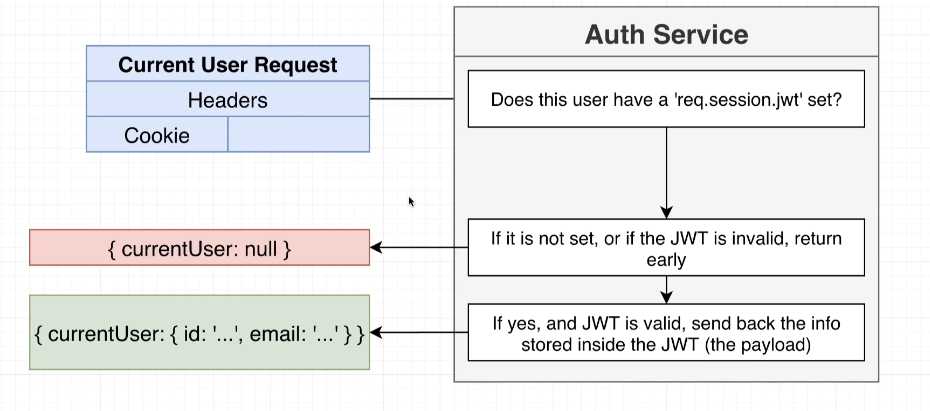 Auth Service
Current User Request
Headers
Cookie
Does this user have a 'req.session.jwt' set?
If it is not set, or if the JWT is invalid, return
early
{ currentUser: null }
If yes, and JWT is valid, send back the info
stored inside the JWT (the payload)
{ currentUser: { id: '...', email: '...' } }